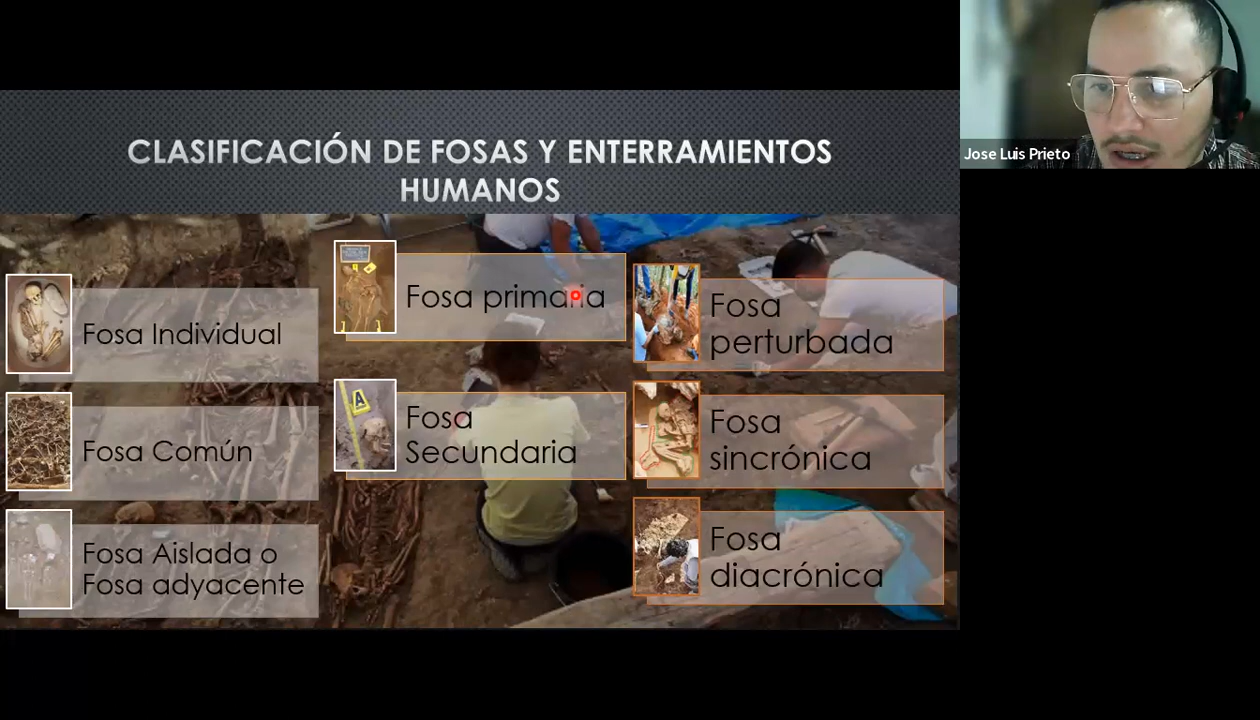 CLASIFICACIÓN DE FOSAS Y ENTERRAMIENTOS
HUMANOS
Jose Luis Prieto
Fosa Individual
Fosa Común
Fosa Aislada o
Fosa adyacente
Fosa primaria
A
Fosa
Secundaria
Fosa
perturbada
Fosa
sincrónica
Fosa
diacrónica